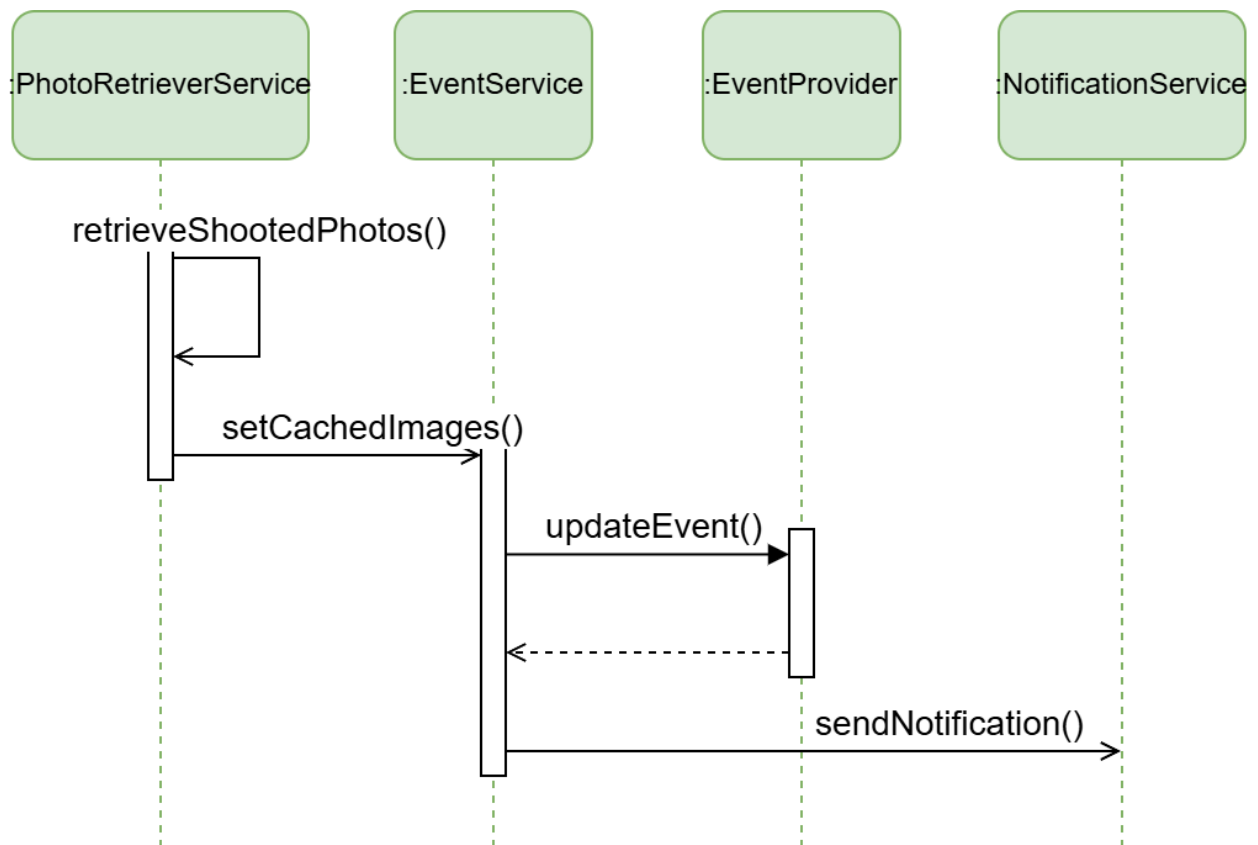 :PhotoRetrieverService
:EventService
:EventProvider
:NotificationService
retrieveShootedPhotos()
setCachedImages()
updateEvent()
sendNotification()